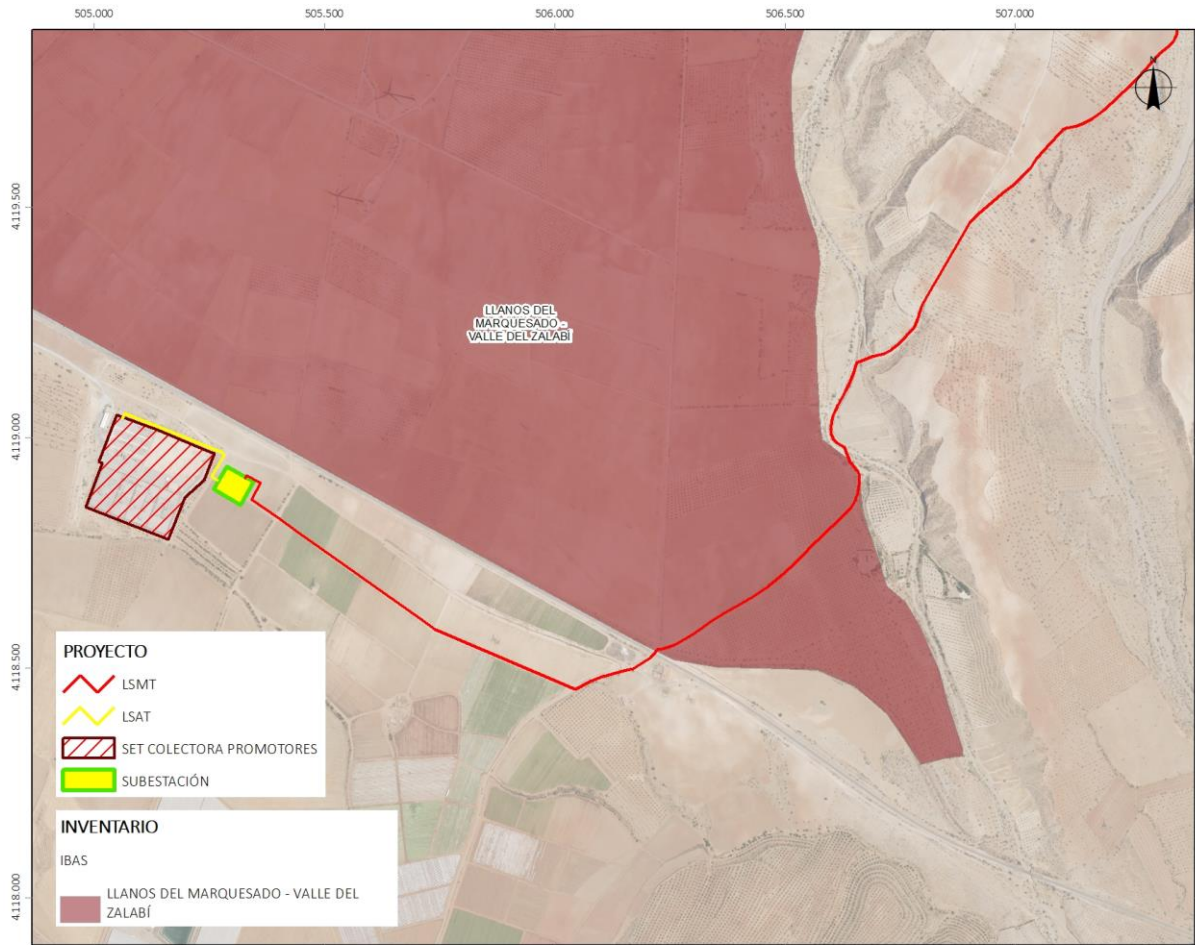 505.000
505.500
506.000
506.500
507.000
N
4.119.500
LLANOS DEL
MARQUESADO -
VALLE DEL ZALABÍ
4.119.000
4.118.500
4.118.000
PROYECTO
LSMT
LSAT
SET COLECTORA PROMOTORES
SUBESTACIÓN
INVENTARIO
IBAS
LLANOS DEL MARQUESADO - VALLE DEL
ZALABÍ